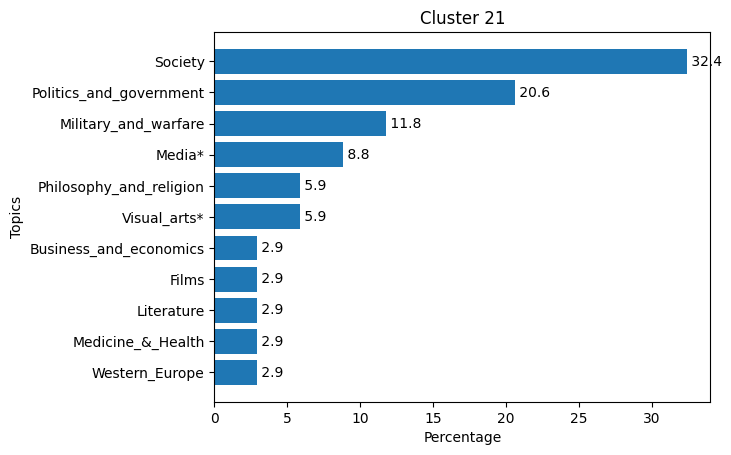 Cluster 21
Topics
Society 32.4
Politics_and_government 20.6
Military_and_warfare 11.8
Media* 8.8
Philosophy_and_religion 5.9
Visual_arts* 5.9
Business_and_economics 2.9
Films 2.9
Literature 2.9
Medicine_&_Health 2.9
Western_Europe 2.9
0 5 10 15 20 25 30
Percentage